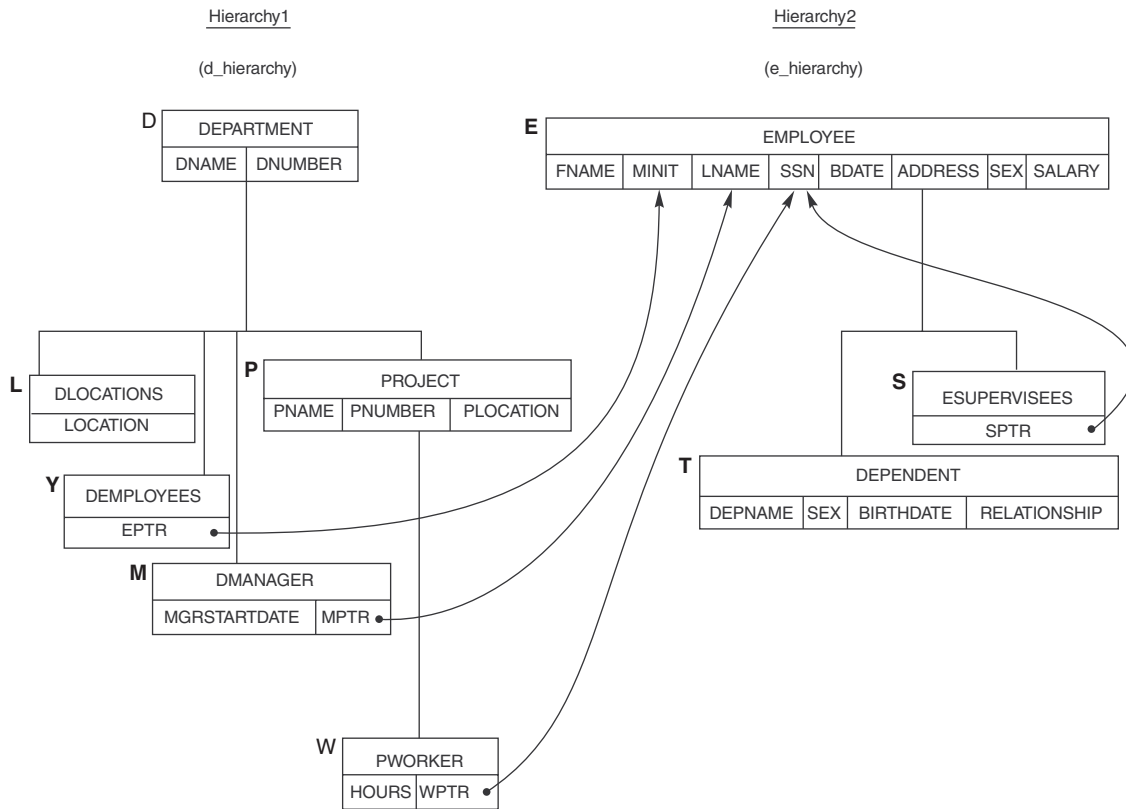 Hierarchy1
Hierarchy2
(d_hierarchy)
(e_hierarchy)
D
DEPARTMENT
DNAME DNUMBER
E
EMPLOYEE
FNAME MINIT LNAME SSN BDATE ADDRESS SEX SALARY
L
DLOCATIONS
LOCATION
P
PROJECT
PNAME PNUMBER PLOCATION
S
ESUPERVISEES
SPTR
Y
DEMPLOYEES
EPTR
T
DEPENDENT
DEPNAME SEX BIRTHDATE RELATIONSHIP
M
DMANAGER
MGRSTARTDATE MPTR
W
PWORKER
HOURS WPTR